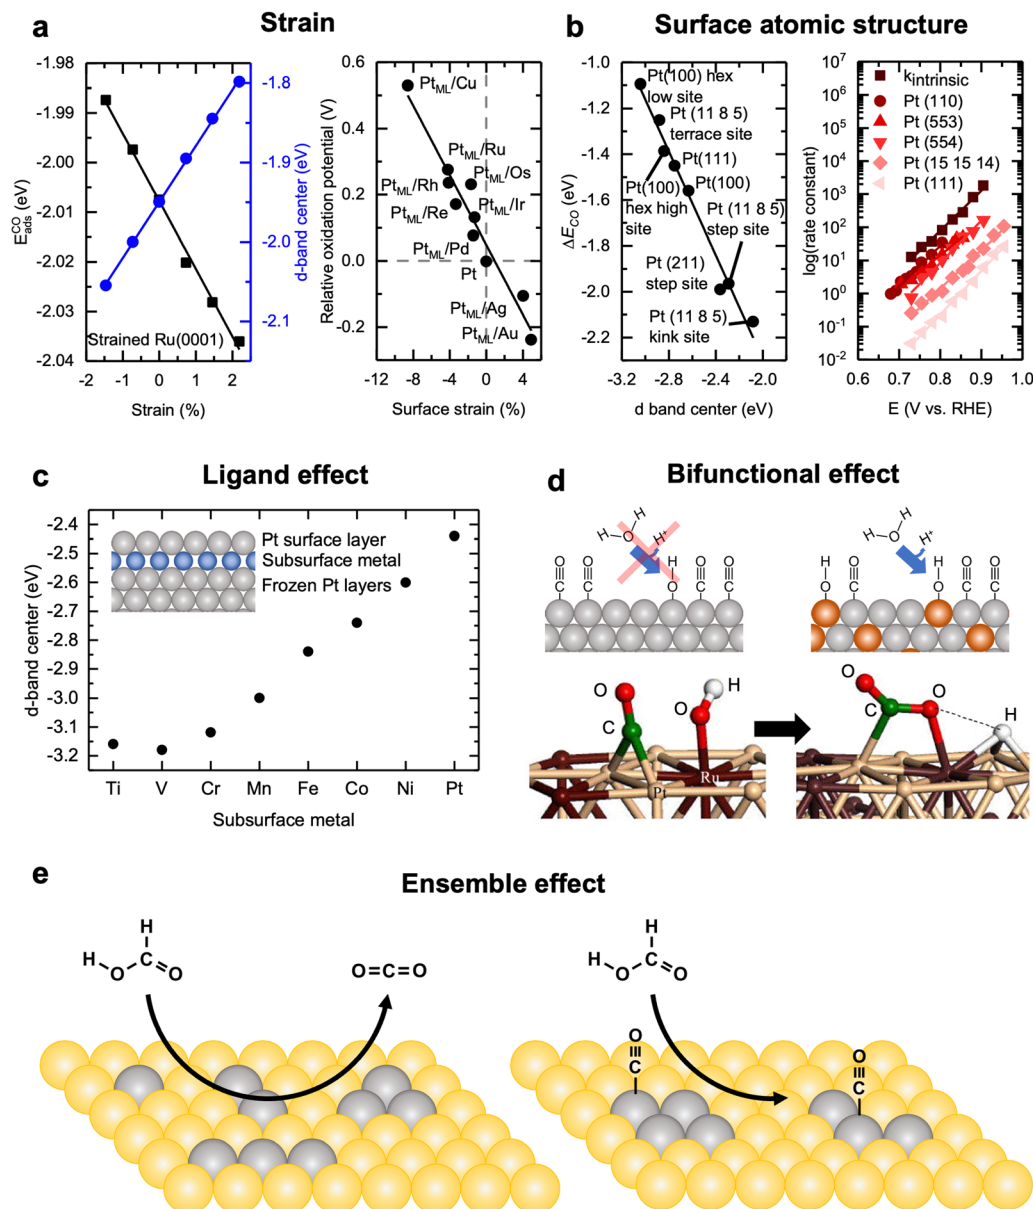 a
Strain
-1.98
-1.99
-2.00
-2.01
-2.02
-2.03
-2.04
E_ads^CO (eV)
-1.8
-1.9
-2.0
-2.1
d-band center (eV)
Strained Ru(0001)
-2
-1
0
1
2
Strain (%)
0.6
0.4
0.2
0.0
-0.2
Relative oxidation potential (V)
Pt_ML/Cu
Pt_ML/Ru
Pt_ML/Os
Pt_ML/Rh
Pt_ML/Ir
Pt_ML/Re
Pt_ML/Pd
Pt
Pt_ML/Ag
Pt_ML/Au
-12
-8
-4
0
4
Surface strain (%)
b
Surface atomic structure
-1.0
-1.2
-1.4
-1.6
-1.8
-2.0
-2.2
ΔE_CO (eV)
Pt(100) hex
low site
Pt (11 8 5)
terrace site
Pt(111)
Pt(100)
Pt(100)
hex high
site
Pt (11 8 5)
step site
Pt (211)
step site
Pt (11 8 5)
kink site
-3.2
-2.8
-2.4
-2.0
d band center (eV)
10^7
10^6
10^5
10^4
10^3
10^2
10^1
10^0
10^-1
10^-2
log(rate constant)
k_intrinsic
Pt (110)
Pt (553)
Pt (554)
Pt (15 15 14)
Pt (111)
0.6
0.7
0.8
0.9
1.0
E (V vs. RHE)
c
Ligand effect
-2.4
-2.5
-2.6
-2.7
-2.8
-2.9
-3.0
-3.1
-3.2
d-band center (eV)
Pt surface layer
Subsurface metal
Frozen Pt layers
Ti V Cr Mn Fe Co Ni Pt
Subsurface metal
d
Bifunctional effect
H
H
O
H+
O
C
O
C
H
O
O
C
O
C
H
H
O
H+
H
O
O
C
H
O
O
C
O
C
O
C
O
H
Ru
Pt
O
C
O
H
e
Ensemble effect
H
H
O
C
O
O=C=O
H
H
O
C
O
O
C
O
C